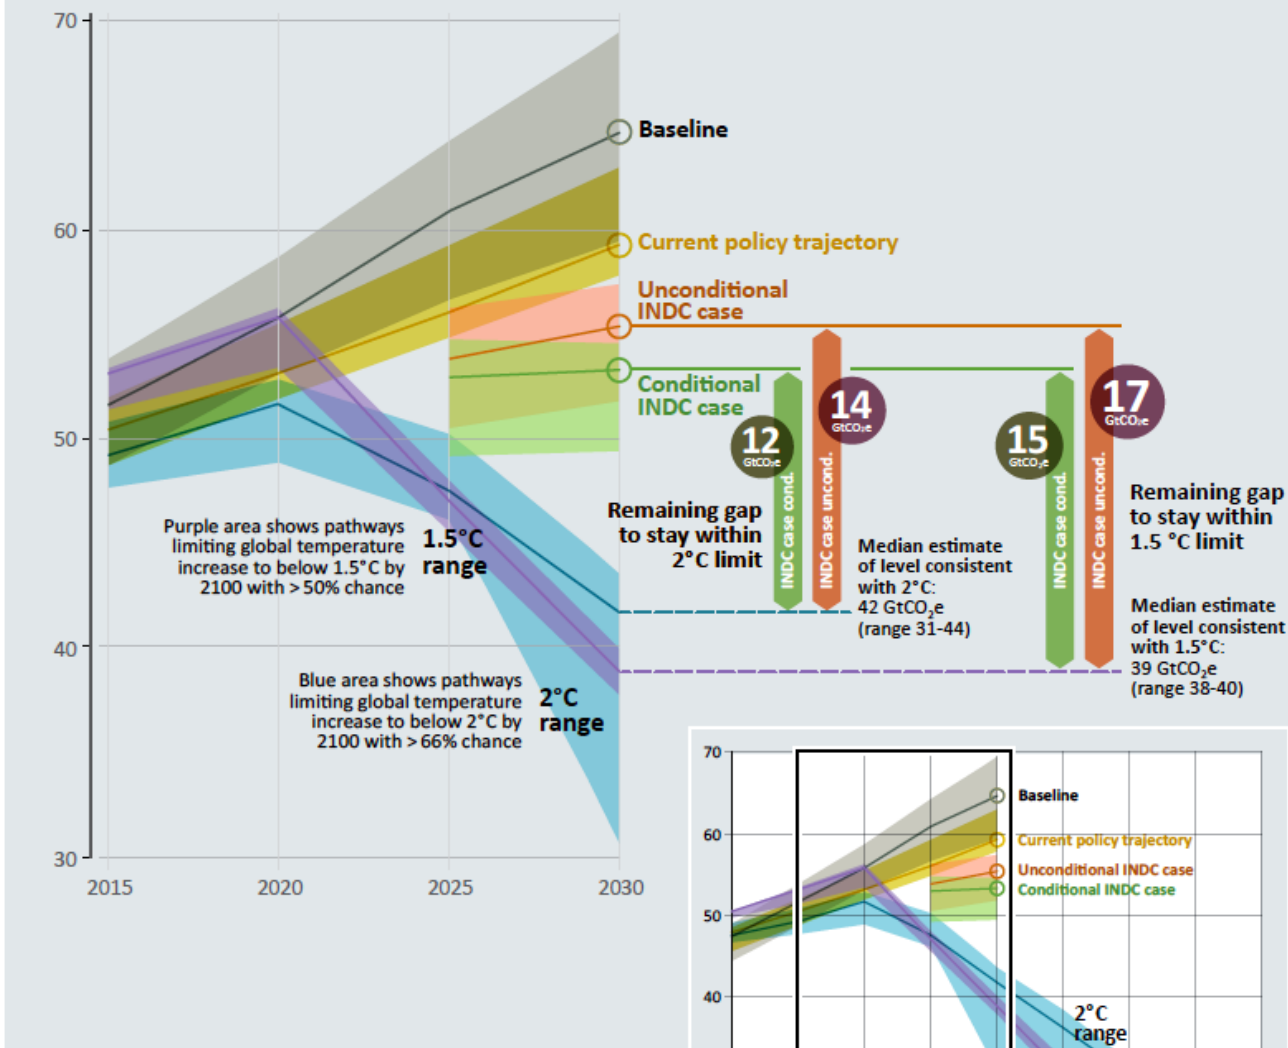 70
60
50
40
30
2015
2020
2025
2030
Baseline
Current policy trajectory
Unconditional
INDC case
Conditional
INDC case
Purple area shows pathways
limiting global temperature
increase to below 1.5°C by
2100 with > 50% chance
1.5°C
range
Blue area shows pathways
limiting global temperature
increase to below 2°C by
2100 with > 66% chance
2°C
range
12
GtCO₂e
14
GtCO₂e
INDC case cond.
INDC case uncond.
Remaining gap
to stay within
2°C limit
Median estimate
of level consistent
with 2°C:
42 GtCO₂e
(range 31-44)
15
GtCO₂e
17
GtCO₂e
INDC case cond.
INDC case uncond.
Remaining gap
to stay within
1.5 °C limit
Median estimate
of level consistent
with 1.5°C:
39 GtCO₂e
(range 38-40)
70
60
50
40
Baseline
Current policy trajectory
Unconditional INDC case
Conditional INDC case
2°C
range